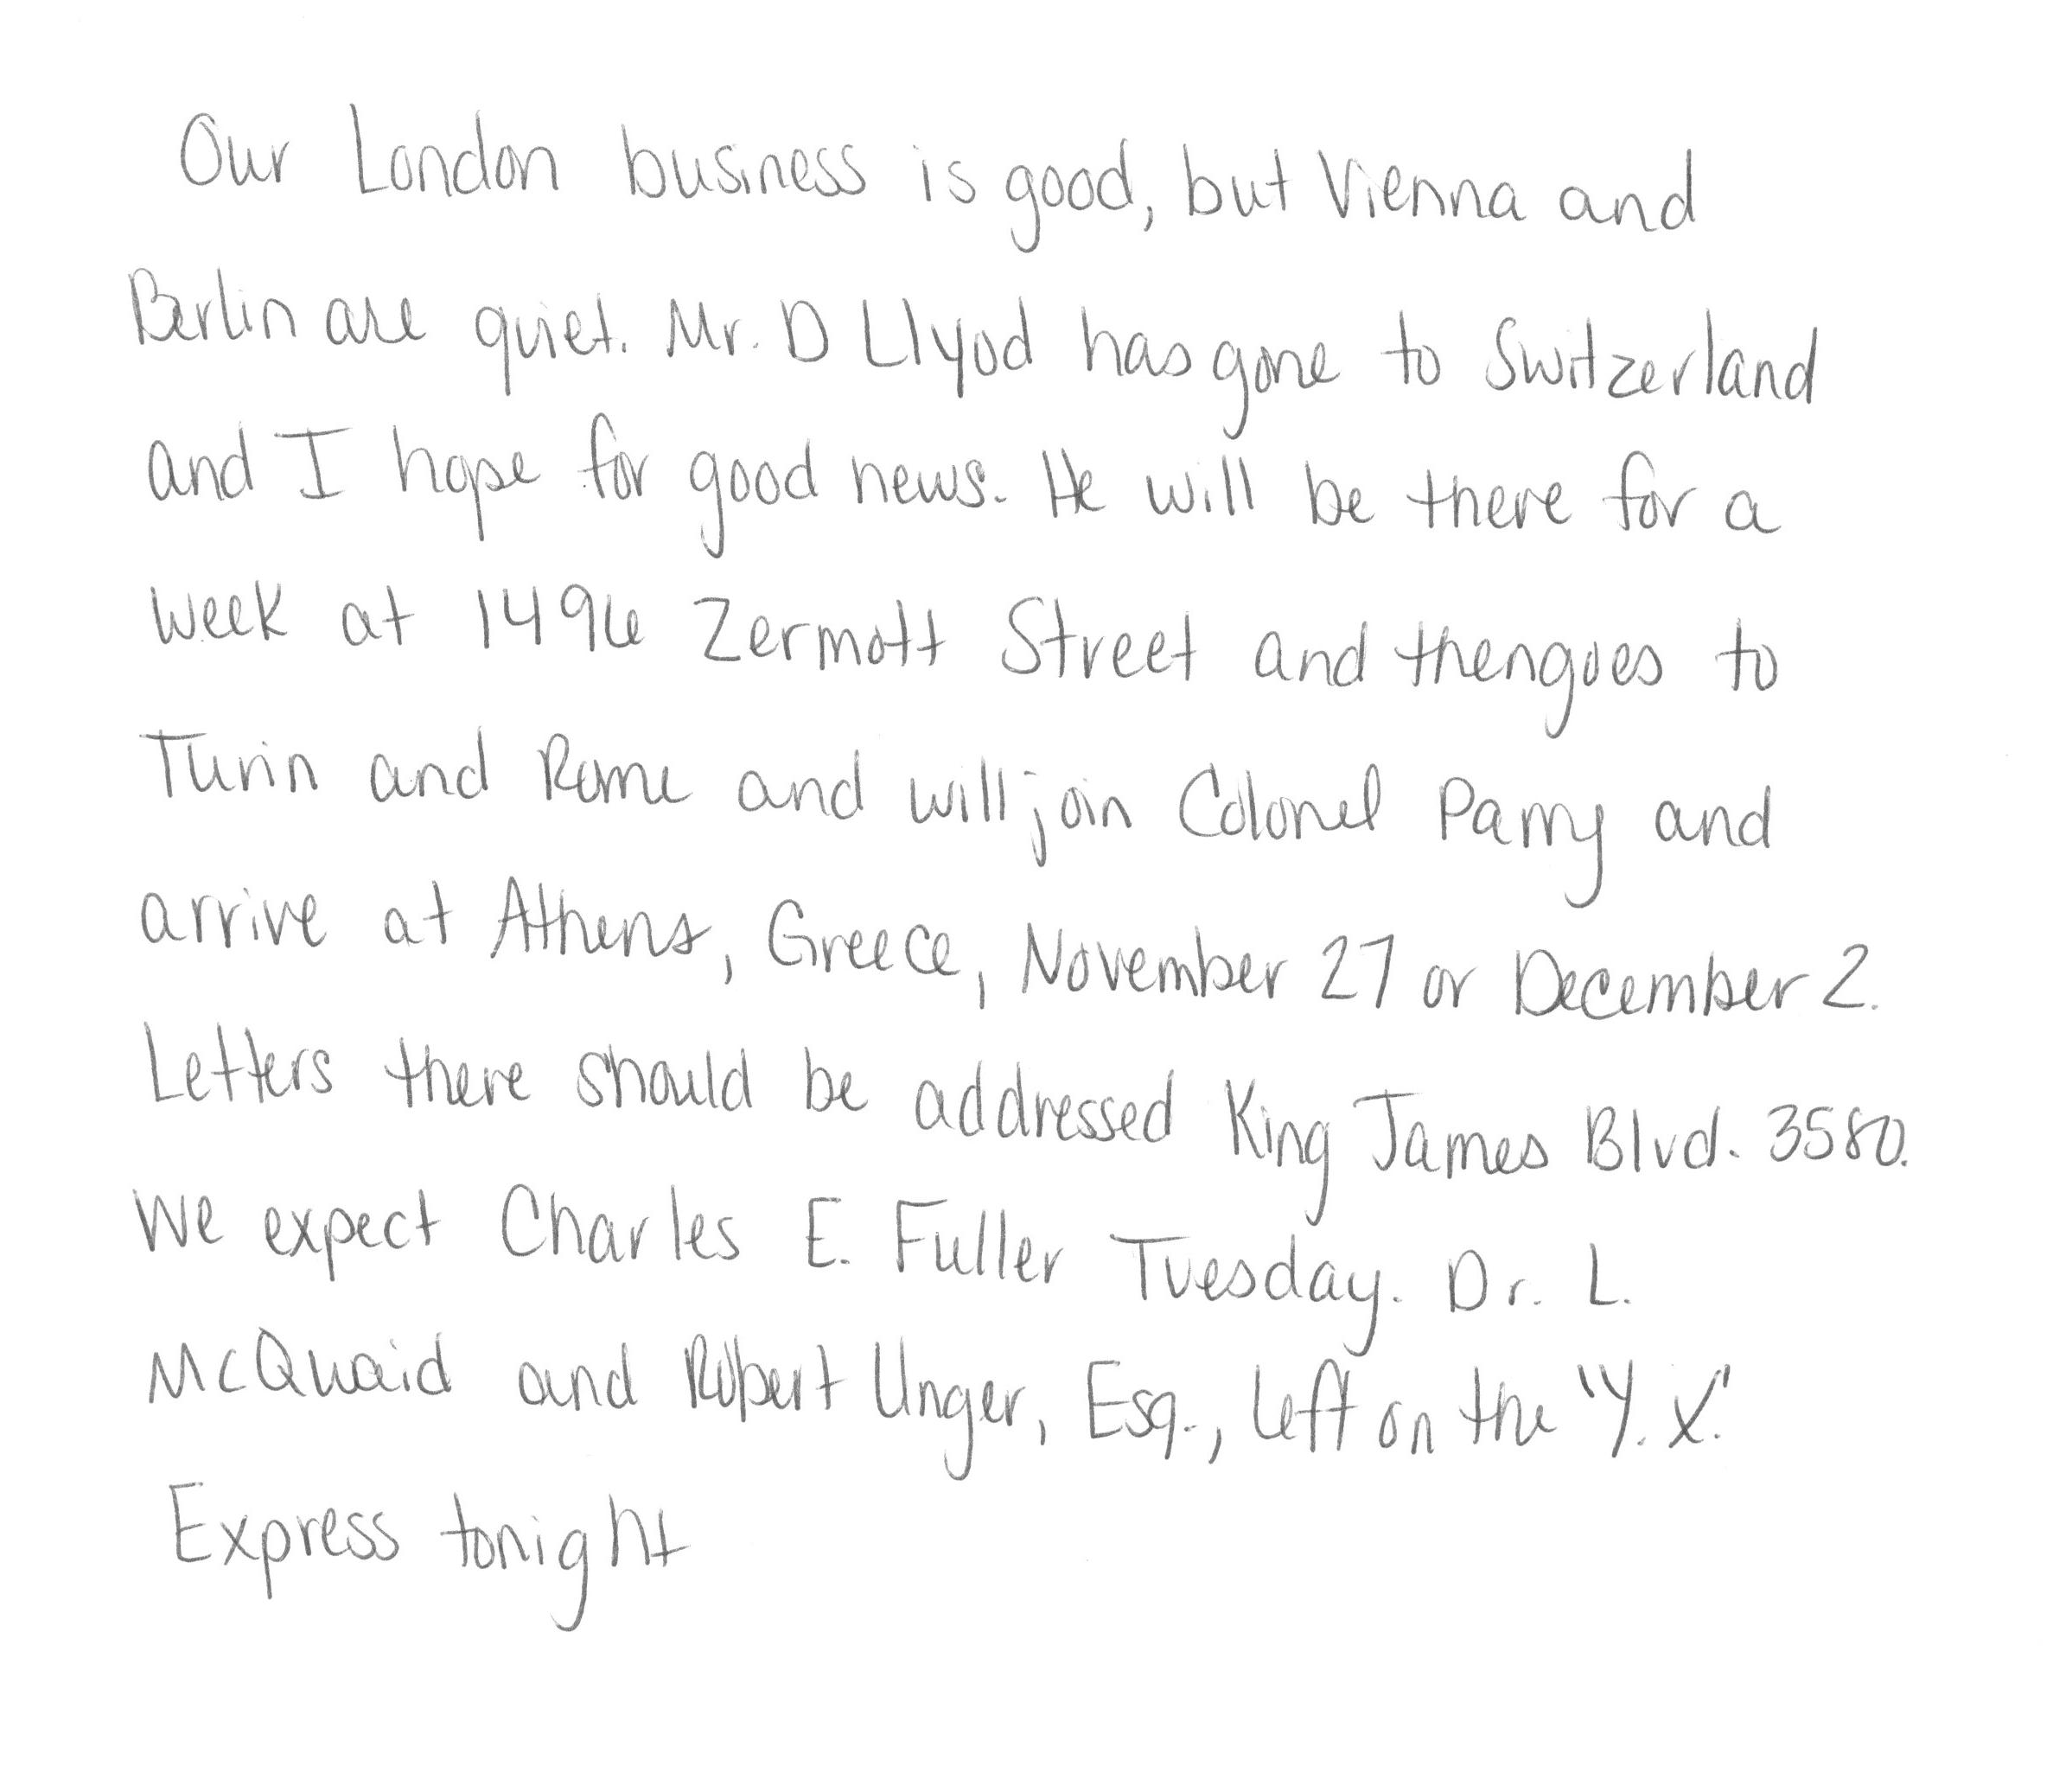 Our London business is good, but Vienna and
Berlin are quiet. Mr. D Llyod has gone to Switzerland
and I hope for good news. He will be there for a
week at 1496 Zermott Street and then goes to
Turin and Rome and will join Colonel Parry and
arrive at Athens, Greece, November 27 or December 2.
Letters there should be addressed King James Blvd. 3580.
We expect Charles E. Fuller Tuesday. Dr. L.
McQuaid and Robert Unger, Esq., left on the "Y.X."
Express tonight